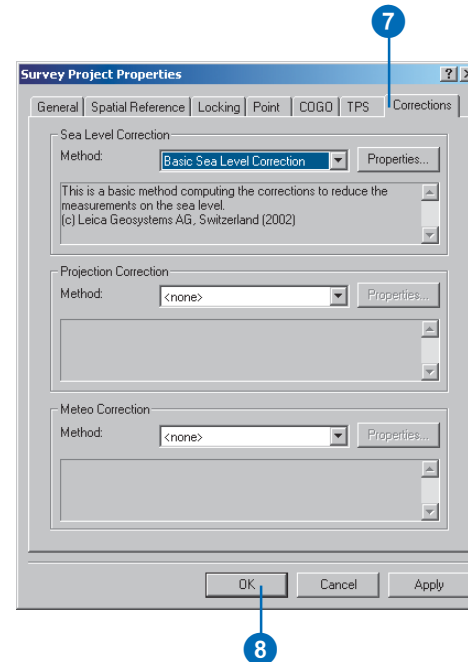 7
Survey Project Properties
General Spatial Reference Locking Point COGO TPS Corrections
Sea Level Correction
Method: Basic Sea Level Correction Properties...
This is a basic method computing the corrections to reduce the
measurements on the sea level.
(c) Leica Geosystems AG, Switzerland (2002)
Projection Correction
Method: <none> Properties...
Meteo Correction
Method: <none> Properties...
OK Cancel Apply
8